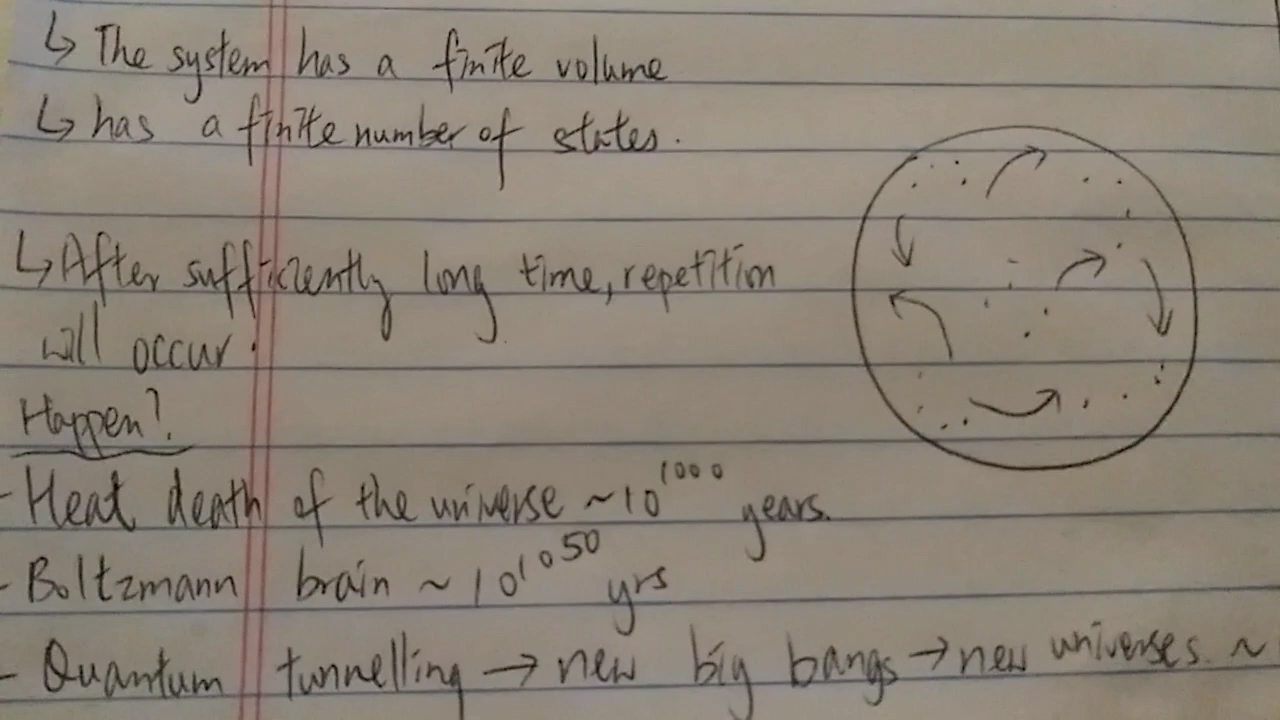 ↳ The system has a finite volume
↳ has a finite number of states.
↳ After sufficiently long time, repetition
will occur.
Happen?
- Heat death of the universe ~10^1000 years.
- Boltzmann brain ~ 10^10^50 yrs
- Quantum tunnelling → new big bangs → new universes ~